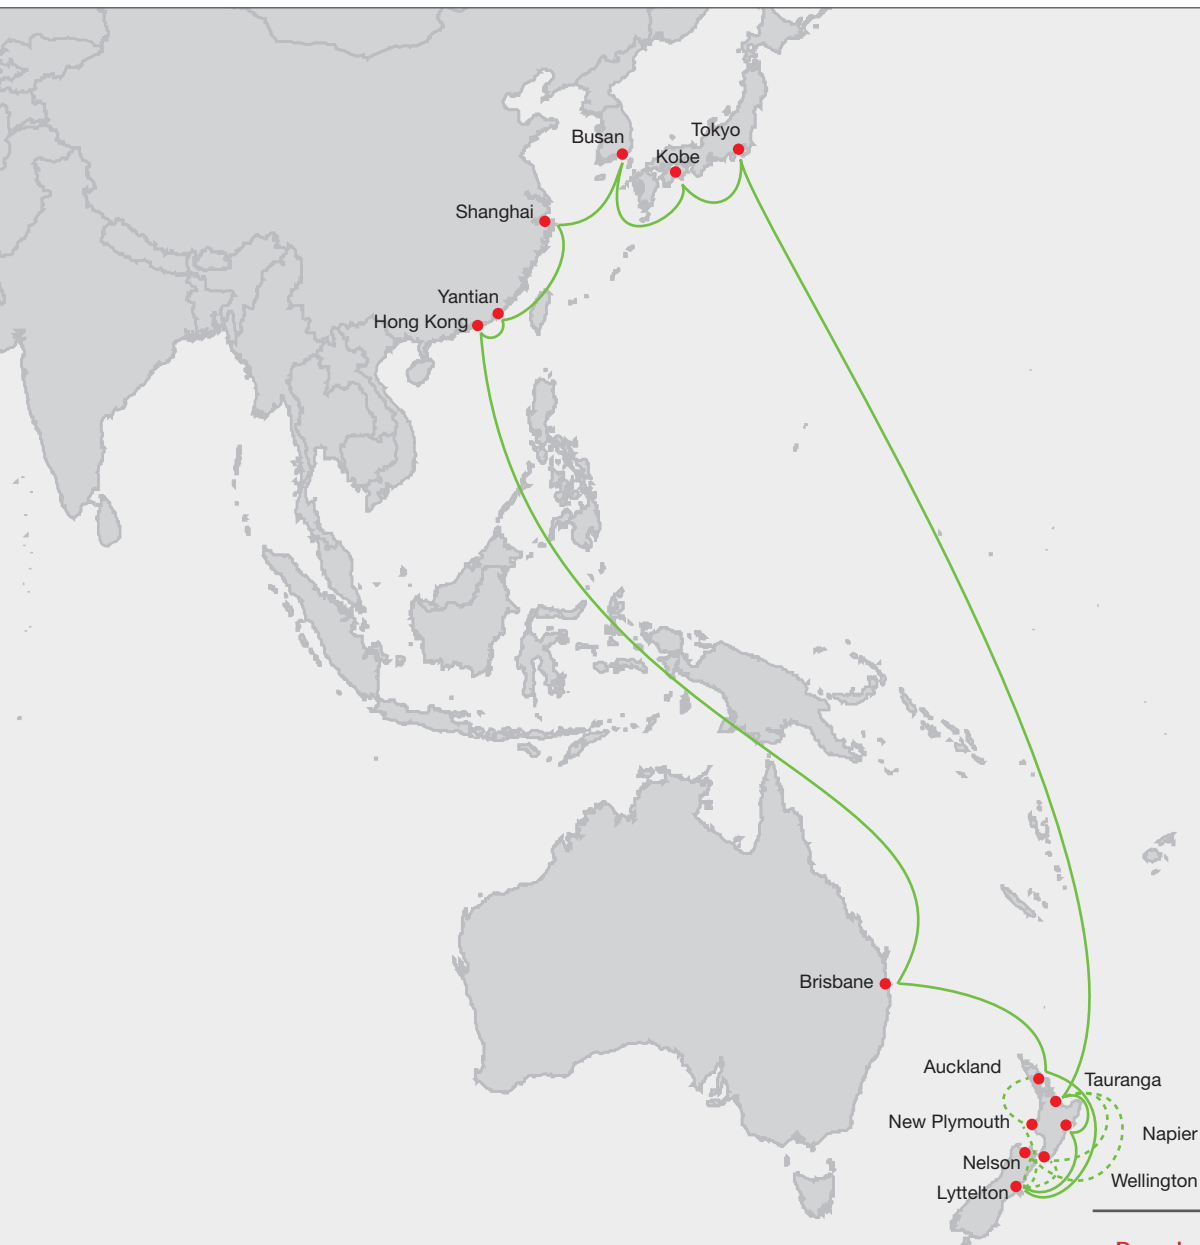 Tokyo
Busan
Kobe
Shanghai
Yantian
Hong Kong
Brisbane
Auckland
Tauranga
New Plymouth
Napier
Nelson
Wellington
Lyttelton